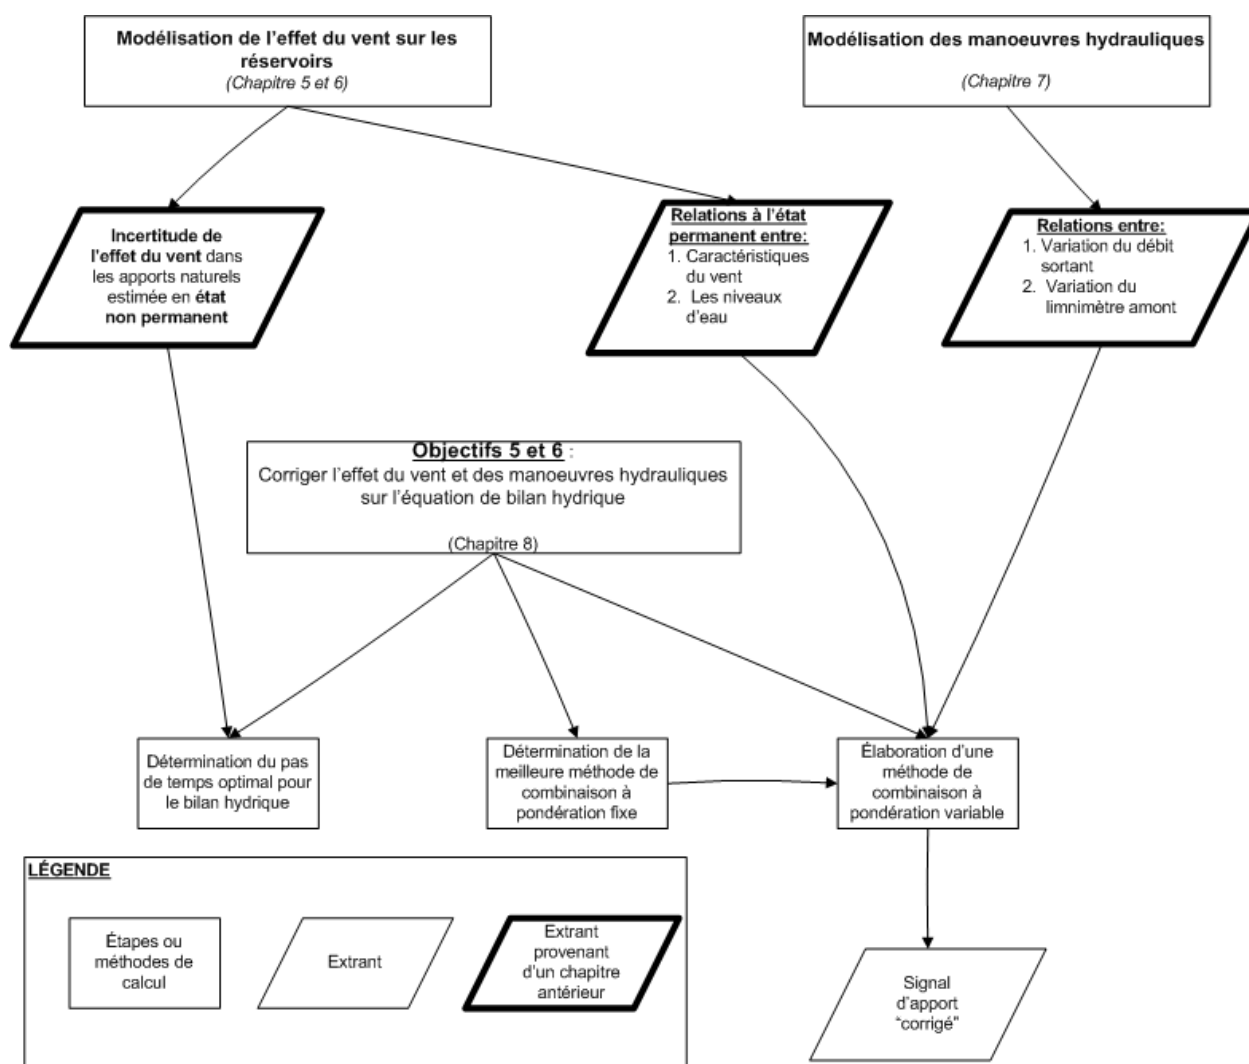 Modélisation de l'effet du vent sur les
réservoirs
(Chapitre 5 et 6)
Modélisation des manoeuvres hydrauliques
(Chapitre 7)
Incertitude de
l'effet du vent dans
les apports naturels
estimée en état
non permanent
Relations à l'état
permanent entre:
1. Caractéristiques
du vent
2. Les niveaux
d'eau
Relations entre:
1. Variation du débit
sortant
2. Variation du
limnimètre amont
Objectifs 5 et 6 :
Corriger l'effet du vent et des manoeuvres hydrauliques
sur l'équation de bilan hydrique
(Chapitre 8)
Détermination du pas
de temps optimal pour
le bilan hydrique
Détermination de la
meilleure méthode de
combinaison à
pondération fixe
Élaboration d'une
méthode de
combinaison à
pondération variable
LÉGENDE
Étapes ou
méthodes de
calcul
Extrant
Extrant
provenant
d'un chapitre
antérieur
Signal
d'apport
"corrigé"